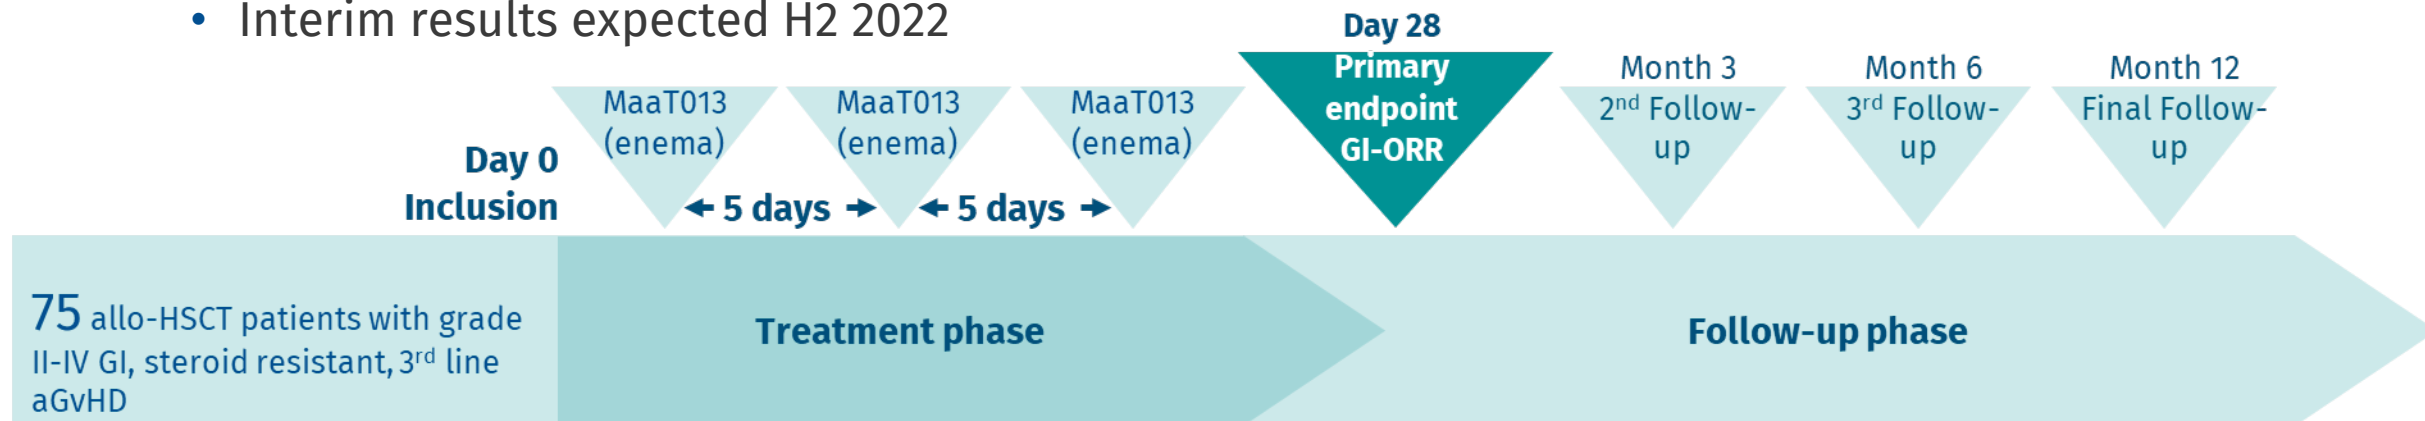 • Interim results expected H2 2022
Day 0
Inclusion
MaaT013
(enema)
← 5 days →
MaaT013
(enema)
← 5 days →
MaaT013
(enema)
Day 28
Primary
endpoint
GI-ORR
Month 3
2nd Follow-
up
Month 6
3rd Follow-
up
Month 12
Final Follow-
up
75 allo-HSCT patients with grade
II-IV GI, steroid resistant, 3rd line
aGvHD
Treatment phase
Follow-up phase